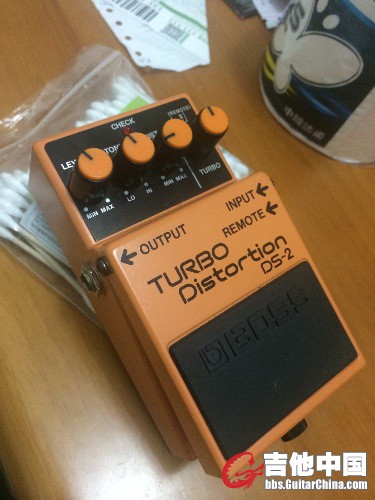 CHECK
(REMOTE)
MIN MAX
LO
HI
MIN MAX
TURBO
INPUT
REMOTE
OUTPUT
TURBO
Distortion
DS-2
BOSS
吉他中国
bbs.GuitarChina.com